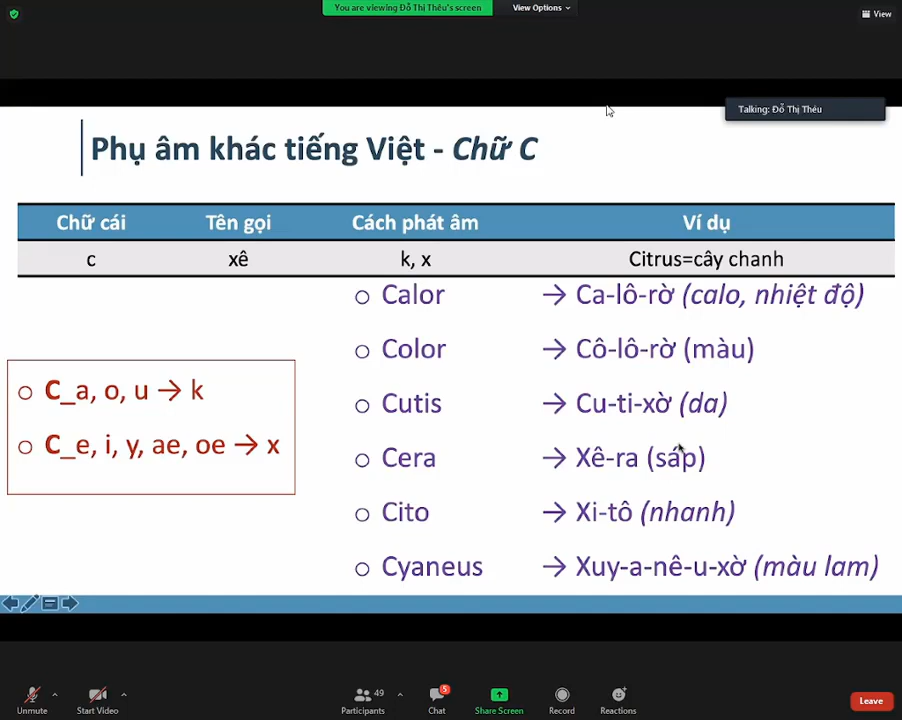 You are viewing Đỗ Thị Thêu's screen
View Options
View
Talking: Đỗ Thị Thêu
Phụ âm khác tiếng Việt - Chữ C
Chữ cái Tên gọi Cách phát âm Ví dụ
c xê k, x Citrus=cây chanh
Calor → Ca-lô-rờ (calo, nhiệt độ)
Color → Cô-lô-rờ (màu)
Cutis → Cu-ti-xờ (da)
Cera → Xê-ra (sáp)
Cito → Xi-tô (nhanh)
Cyaneus → Xuy-a-nê-u-xờ (màu lam)
C_a, o, u → k
C_e, i, y, ae, oe → x
Unmute
Start Video
49
Participants
5
Chat
Share Screen
Record
Reactions
Leave